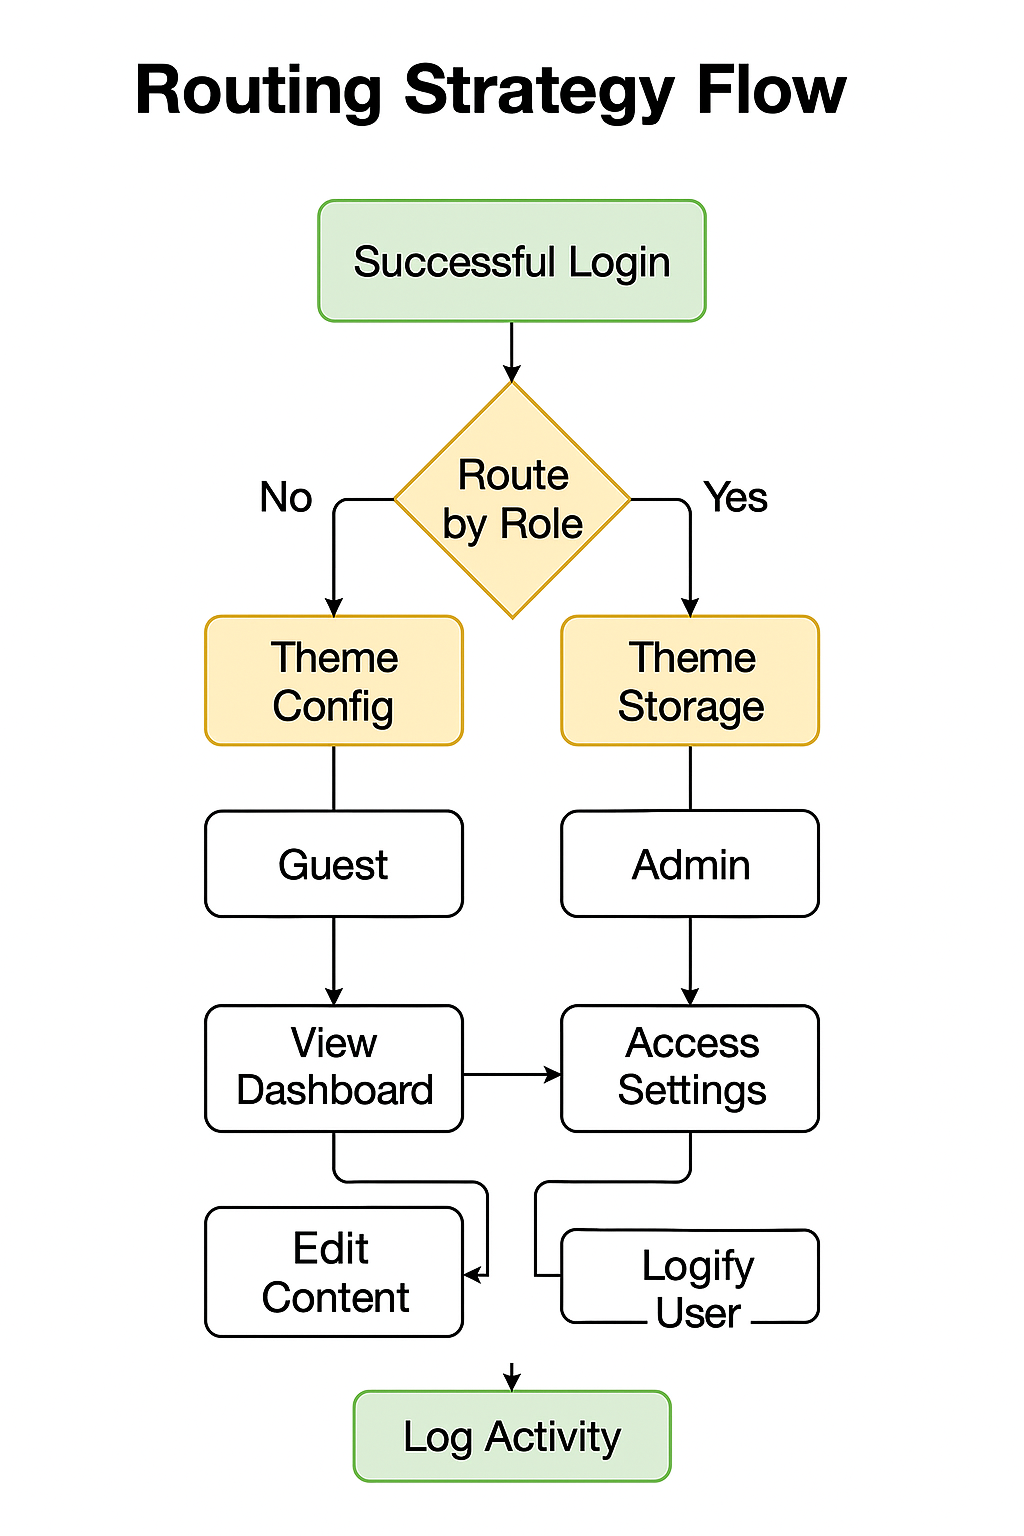 Routing Strategy Flow
Successful Login
Route
by Role
No
Yes
Theme
Config
Theme
Storage
Guest
Admin
View
Dashboard
Access
Settings
Edit
Content
Logify
User
Log Activity